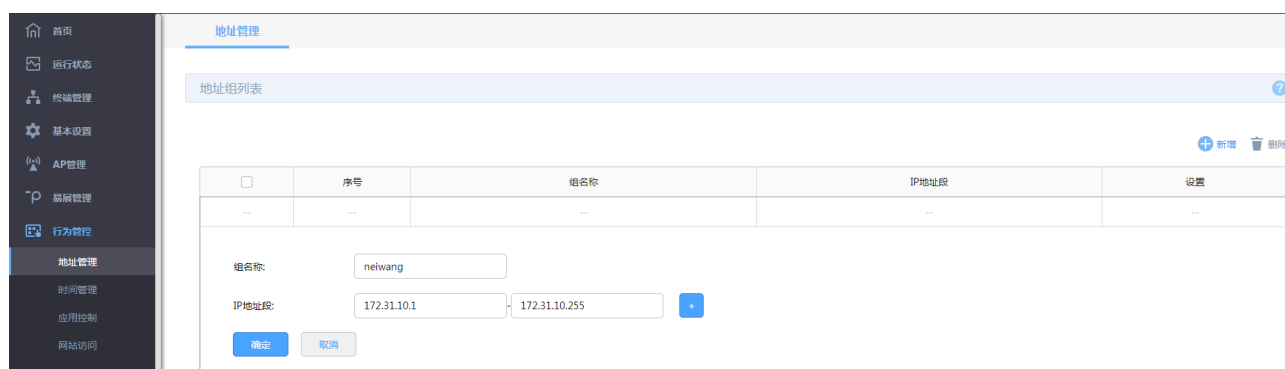 首页
地址管理
运行状态
地址组列表
?
终端管理
基本设置
新增 删除
AP管理
序号 组名称 IP地址段 设置
易展管理
-- -- -- -- --
行为管控
地址管理
组名称: neiwang
时间管理
IP地址段: 172.31.10.1 - 172.31.10.255 +
应用控制
确定 取消
网站访问